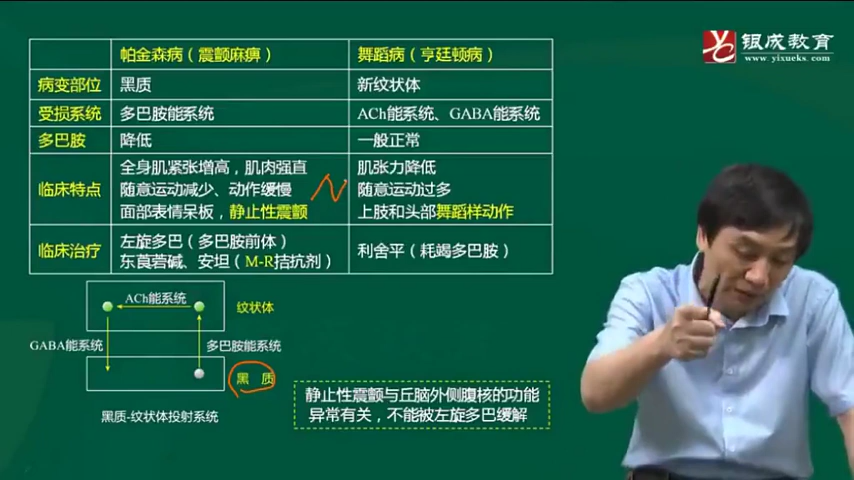 银成教育
www.yixueks.com
帕金森病（震颤麻痹） 舞蹈病（亨廷顿病）
病变部位 黑质 新纹状体
受损系统 多巴胺能系统 ACh能系统、GABA能系统
多巴胺 降低 一般正常
临床特点 全身肌紧张增高，肌肉强直 肌张力降低
随意运动减少、动作缓慢 随意运动过多
面部表情呆板，静止性震颤 上肢和头部舞蹈样动作
临床治疗 左旋多巴（多巴胺前体） 利舍平（耗竭多巴胺）
东莨菪碱、安坦（M-R拮抗剂）
ACh能系统 纹状体
GABA能系统 多巴胺能系统
黑 质
黑质-纹状体投射系统
静止性震颤与丘脑外侧腹核的功能
异常有关，不能被左旋多巴缓解